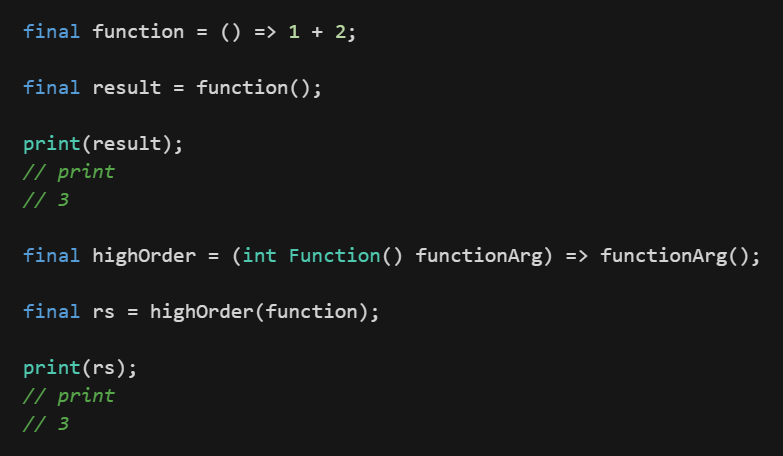 final function = () => 1 + 2;
final result = function();
print(result);
// print
// 3
final highOrder = (int Function() functionArg) => functionArg();
final rs = highOrder(function);
print(rs);
// print
// 3